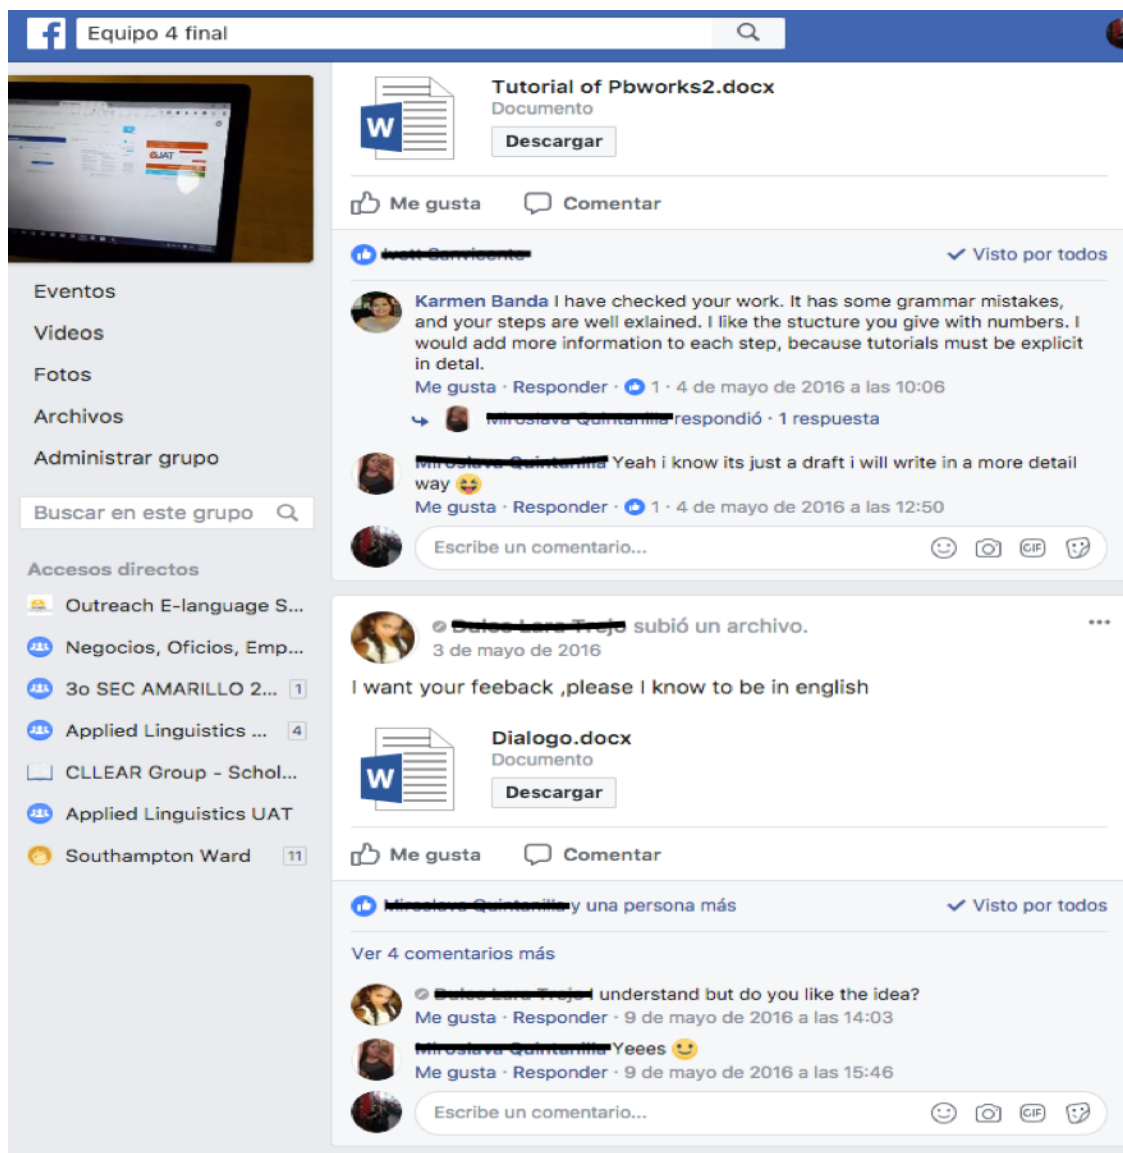 f Equipo 4 final
Tutorial of Pbworks2.docx
Documento
Descargar
Me gusta Comentar
Visto por todos
Karmen Banda I have checked your work. It has some grammar mistakes,
and your steps are well exlained. I like the stucture you give with numbers. I
would add more information to each step, because tutorials must be explicit
in detal.
Me gusta · Responder · 1 · 4 de mayo de 2016 a las 10:06
respondió · 1 respuesta
Yeah i know its just a draft i will write in a more detail
way
Me gusta · Responder · 1 · 4 de mayo de 2016 a las 12:50
Escribe un comentario...
GIF
UAT
Eventos
Videos
Fotos
Archivos
Administrar grupo
Buscar en este grupo
Accesos directos
Outreach E-language S...
Negocios, Oficios, Emp...
3o SEC AMARILLO 2... 1
Applied Linguistics ... 4
CLLEAR Group - Schol...
Applied Linguistics UAT
Southampton Ward 11
subió un archivo.
3 de mayo de 2016
I want your feeback ,please I know to be in english
Dialogo.docx
Documento
Descargar
Me gusta Comentar
y una persona más
Visto por todos
Ver 4 comentarios más
I understand but do you like the idea?
Me gusta · Responder · 9 de mayo de 2016 a las 14:03
Yeees
Me gusta · Responder · 9 de mayo de 2016 a las 15:46
Escribe un comentario...
GIF